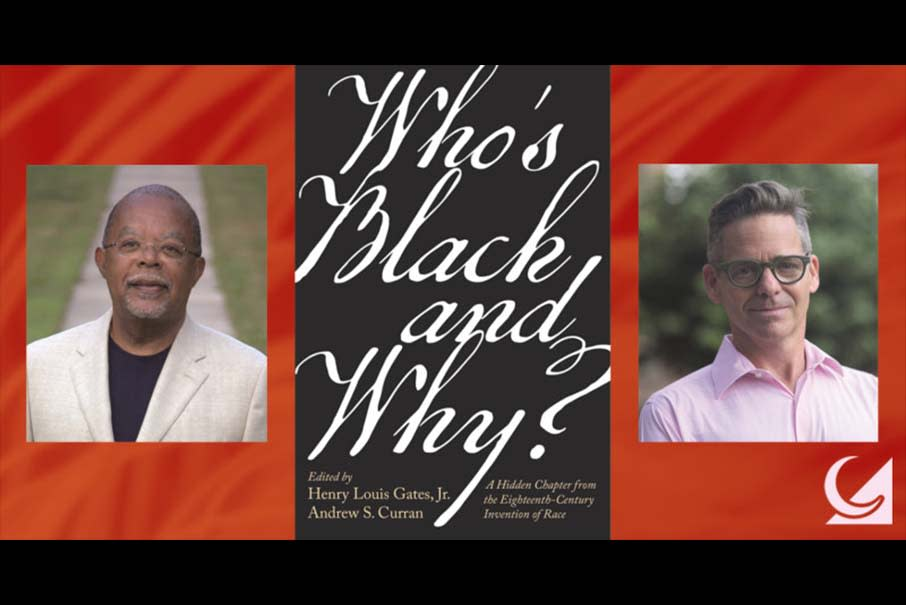 Who's
Black
and
Why?
Edited by
Henry Louis Gates, Jr.
Andrew S. Curran
A Hidden Chapter from
the Eighteenth-Century
Invention of Race